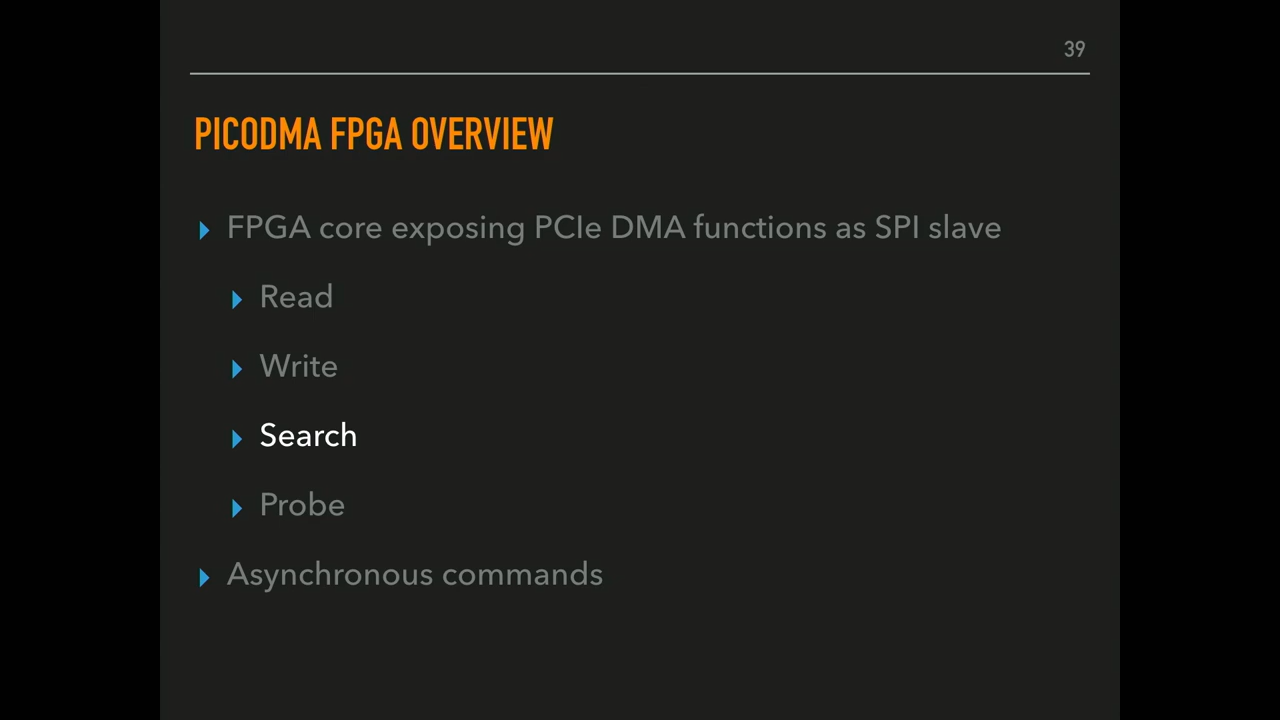 39
PICODMA FPGA OVERVIEW
FPGA core exposing PCIe DMA functions as SPI slave
Read
Write
Search
Probe
Asynchronous commands